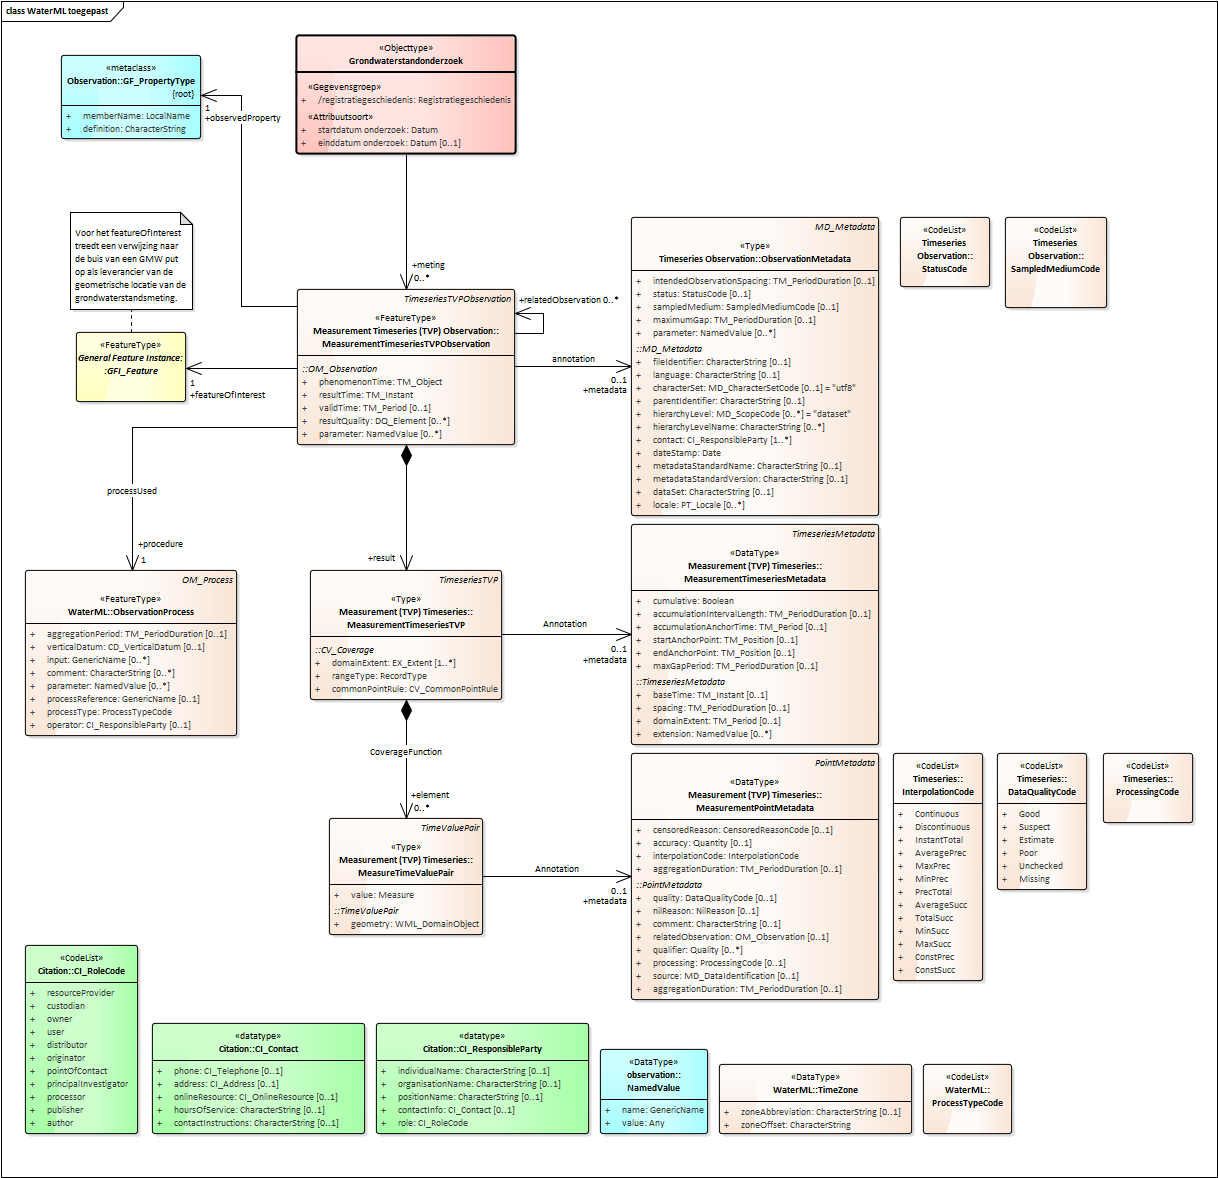 class WaterML toegepast
«metaclass»
Observation::GF_PropertyType
{root}
+ memberName: LocalName
+ definition: CharacterString
«Objecttype»
Grondwaterstandonderzoek
«Gegevensgroep»
+ /registratiegeschiedenis: Registratiegeschiedenis
«Attribuutsoort»
+ startdatum onderzoek: Datum
+ einddatum onderzoek: Datum [0..1]
1
+observedProperty
Voor het featureOfInterest
treedt een verwijzing naar
de buis van een GMW put
op als leverancier van de
geometrische locatie van de
grondwaterstandsmeting.
+meting
0..*
«FeatureType»
General Feature Instance:
:GFI_Feature
1
+featureOfInterest
TimeseriesTVPObservation
«FeatureType»
Measurement Timeseries (TVP) Observation::
MeasurementTimeseriesTVPObservation
::OM_Observation
+ phenomenonTime: TM_Object
+ resultTime: TM_Instant
+ validTime: TM_Period [0..1]
+ resultQuality: DQ_Element [0..*]
+ parameter: NamedValue [0..*]
+relatedObservation 0..*
annotation
0..1
+metadata
MD_Metadata
«Type»
Timeseries Observation::ObservationMetadata
+ intendedObservationSpacing: TM_PeriodDuration [0..1]
+ status: StatusCode [0..1]
+ sampledMedium: SampledMediumCode [0..1]
+ maximumGap: TM_PeriodDuration [0..1]
+ parameter: NamedValue [0..*]
::MD_Metadata
+ fileIdentifier: CharacterString [0..1]
+ language: CharacterString [0..1]
+ characterSet: MD_CharacterSetCode [0..1] = "utf8"
+ parentIdentifier: CharacterString [0..1]
+ hierarchyLevel: MD_ScopeCode [0..*] = "dataset"
+ hierarchyLevelName: CharacterString [0..*]
+ contact: CI_ResponsibleParty [1..*]
+ dateStamp: Date
+ metadataStandardName: CharacterString [0..1]
+ metadataStandardVersion: CharacterString [0..1]
+ dataSet: CharacterString [0..1]
+ locale: PT_Locale [0..*]
«CodeList»
Timeseries
Observation::
StatusCode
«CodeList»
Timeseries
Observation::
SampledMediumCode
processUsed
+procedure
1
OM_Process
«FeatureType»
WaterML::ObservationProcess
+ aggregationPeriod: TM_PeriodDuration [0..1]
+ verticalDatum: CD_VerticalDatum [0..1]
+ input: GenericName [0..*]
+ comment: CharacterString [0..*]
+ parameter: NamedValue [0..*]
+ processReference: GenericName [0..1]
+ processType: ProcessTypeCode
+ operator: CI_ResponsibleParty [0..1]
+result
TimeseriesTVP
«Type»
Measurement (TVP) Timeseries::
MeasurementTimeseriesTVP
::CV_Coverage
+ domainExtent: EX_Extent [1..*]
+ rangeType: RecordType
+ commonPointRule: CV_CommonPointRule
Annotation
0..1
+metadata
TimeseriesMetadata
«DataType»
Measurement (TVP) Timeseries::
MeasurementTimeseriesMetadata
+ cumulative: Boolean
+ accumulationIntervalLength: TM_PeriodDuration [0..1]
+ accumulationAnchorTime: TM_Period [0..1]
+ startAnchorPoint: TM_Position [0..1]
+ endAnchorPoint: TM_Position [0..1]
+ maxGapPeriod: TM_PeriodDuration [0..1]
::TimeseriesMetadata
+ baseTime: TM_Instant [0..1]
+ spacing: TM_PeriodDuration [0..1]
+ domainExtent: TM_Period [0..1]
+ extension: NamedValue [0..*]
CoverageFunction
+element
0..*
TimeValuePair
«Type»
Measurement (TVP) Timeseries::
MeasureTimeValuePair
+ value: Measure
::TimeValuePair
+ geometry: WML_DomainObject
Annotation
0..1
+metadata
PointMetadata
«DataType»
Measurement (TVP) Timeseries::
MeasurementPointMetadata
+ censoredReason: CensoredReasonCode [0..1]
+ accuracy: Quantity [0..1]
+ interpolationCode: InterpolationCode
+ aggregationDuration: TM_PeriodDuration [0..1]
::PointMetadata
+ quality: DataQualityCode [0..1]
+ nilReason: NilReason [0..1]
+ comment: CharacterString [0..1]
+ relatedObservation: OM_Observation [0..1]
+ qualifier: Quality [0..*]
+ processing: ProcessingCode [0..1]
+ source: MD_DataIdentification [0..1]
+ aggregationDuration: TM_PeriodDuration [0..1]
«CodeList»
Timeseries::
InterpolationCode
+ Continuous
+ Discontinuous
+ InstantTotal
+ AveragePrec
+ MaxPrec
+ MinPrec
+ PrecTotal
+ AverageSucc
+ TotalSucc
+ MinSucc
+ MaxSucc
+ ConstPrec
+ ConstSucc
«CodeList»
Timeseries::
DataQualityCode
+ Good
+ Suspect
+ Estimate
+ Poor
+ Unchecked
+ Missing
«CodeList»
Timeseries::
ProcessingCode
«CodeList»
Citation::CI_RoleCode
+ resourceProvider
+ custodian
+ owner
+ user
+ distributor
+ originator
+ pointOfContact
+ principalInvestigator
+ processor
+ publisher
+ author
«datatype»
Citation::CI_Contact
+ phone: CI_Telephone [0..1]
+ address: CI_Address [0..1]
+ onlineResource: CI_OnlineResource [0..1]
+ hoursOfService: CharacterString [0..1]
+ contactInstructions: CharacterString [0..1]
«datatype»
Citation::CI_ResponsibleParty
+ individualName: CharacterString [0..1]
+ organisationName: CharacterString [0..1]
+ positionName: CharacterString [0..1]
+ contactInfo: CI_Contact [0..1]
+ role: CI_RoleCode
«DataType»
observation::
NamedValue
+ name: GenericName
+ value: Any
«DataType»
WaterML::TimeZone
+ zoneAbbreviation: CharacterString [0..1]
+ zoneOffset: CharacterString
«CodeList»
WaterML::
ProcessTypeCode